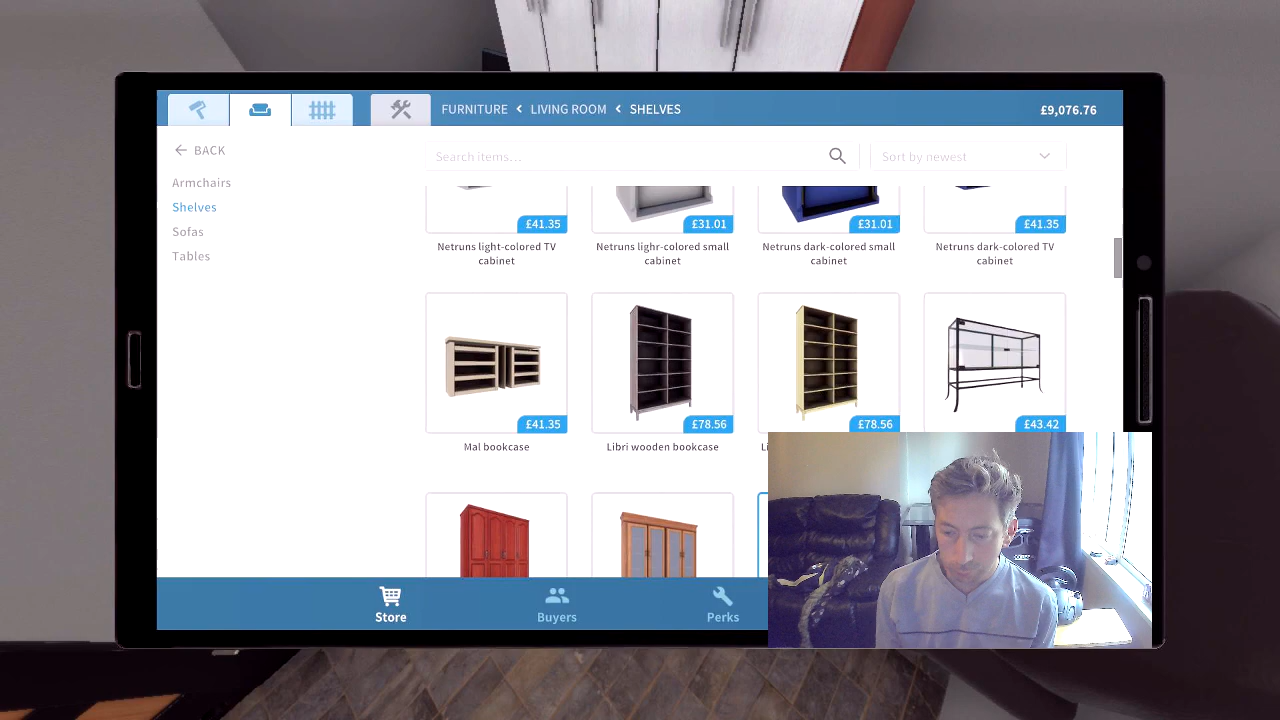 FURNITURE < LIVING ROOM < SHELVES
£9,076.76
BACK
Search items...
Sort by newest
Armchairs
Shelves
Sofas
Tables
£41.35
£31.01
£31.01
£41.35
Netruns light-colored TV
cabinet
Netruns lighr-colored small
cabinet
Netruns dark-colored small
cabinet
Netruns dark-colored TV
cabinet
£41.35
£78.56
£78.56
£43.42
Mal bookcase
Libri wooden bookcase
Store
Buyers
Perks